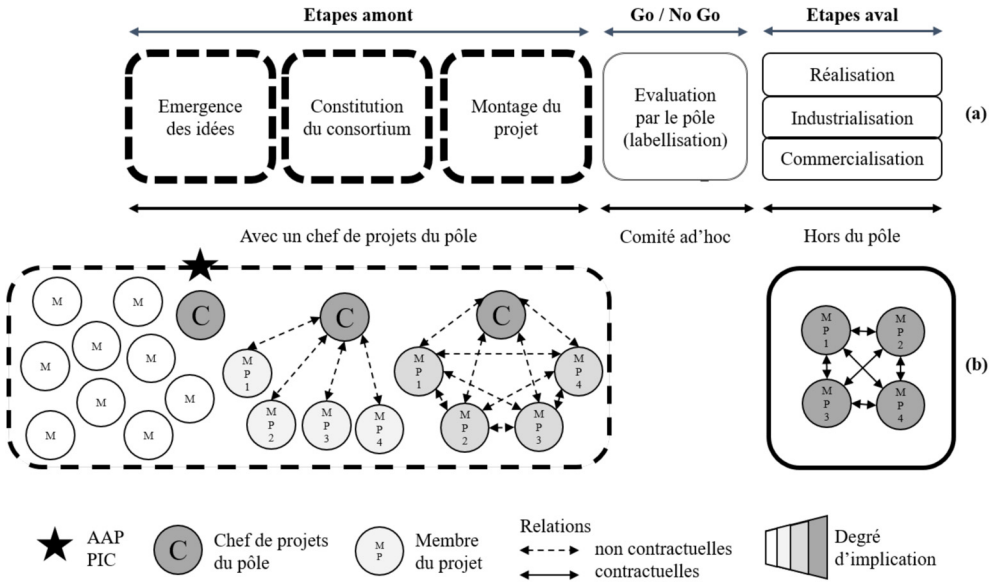 Etapes amont
Go / No Go
Etapes aval
Emergence
des idées
Constitution
du consortium
Montage du
projet
Evaluation
par le pôle
(labellisation)
Réalisation
Industrialisation
Commercialisation
(a)
Avec un chef de projets du pôle
Comité ad’hoc
Hors du pôle
M
M
M
M
M
M
M
M
M
C
C
M
P
1
M
P
2
M
P
3
M
P
4
C
M
P
1
M
P
2
M
P
3
M
P
4
M
P
1
M
P
2
M
P
3
M
P
4
(b)
AAP
PIC
C
Chef de projets
du pôle
M
P
Membre
du projet
Relations
non contractuelles
contractuelles
Degré
d’implication